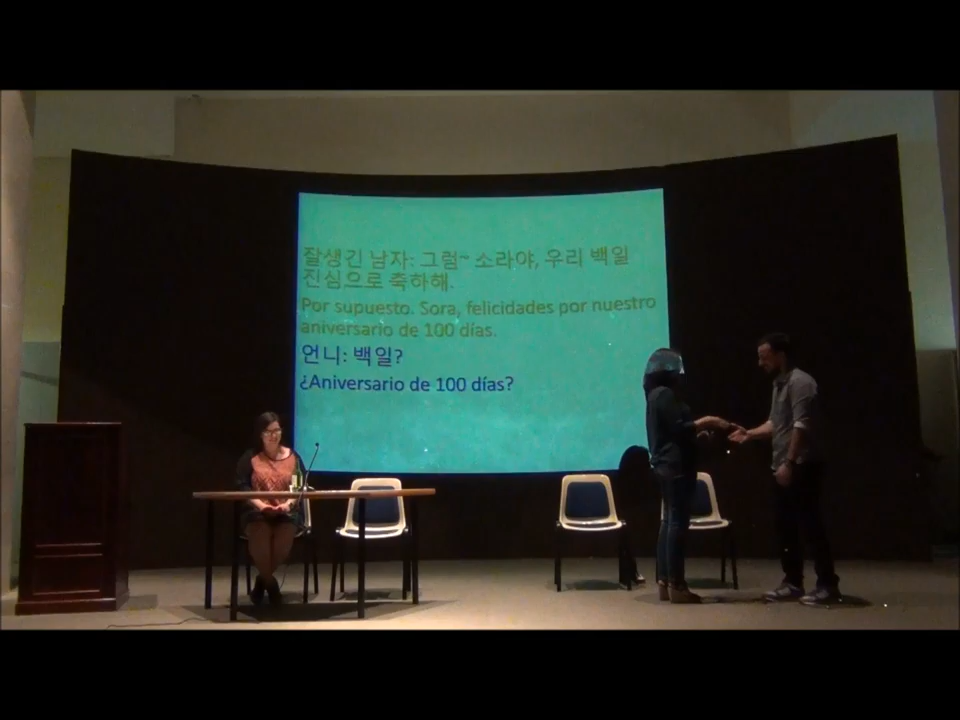 잘생긴 남자: 그럼~ 소라야, 우리 백일
진심으로 축하해.
Por supuesto. Sora, felicidades por nuestro
aniversario de 100 días.
언니: 백일?
¿Aniversario de 100 días?